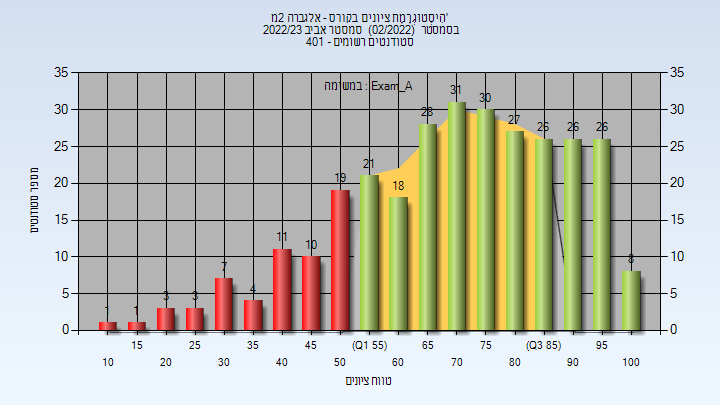 היסטוגרמת ציונים בקורס - אלגברה 2מ'
בסמסטר (02/2022) סמסטר אביב 2022/23
סטודנטים רשומים - 401
במשימה : Exam_A
מספר סטודנטים
35 35
30 30
25 25
20 20
15 15
10 10
5 5
0 0
1 1 3 3 7 4 11 10 19 21 18 28 31 30 27 26 26 26 8
15 25 35 45 (Q1 55) 65 75 (Q3 85) 95
10 20 30 40 50 60 70 80 90 100
טווח ציונים